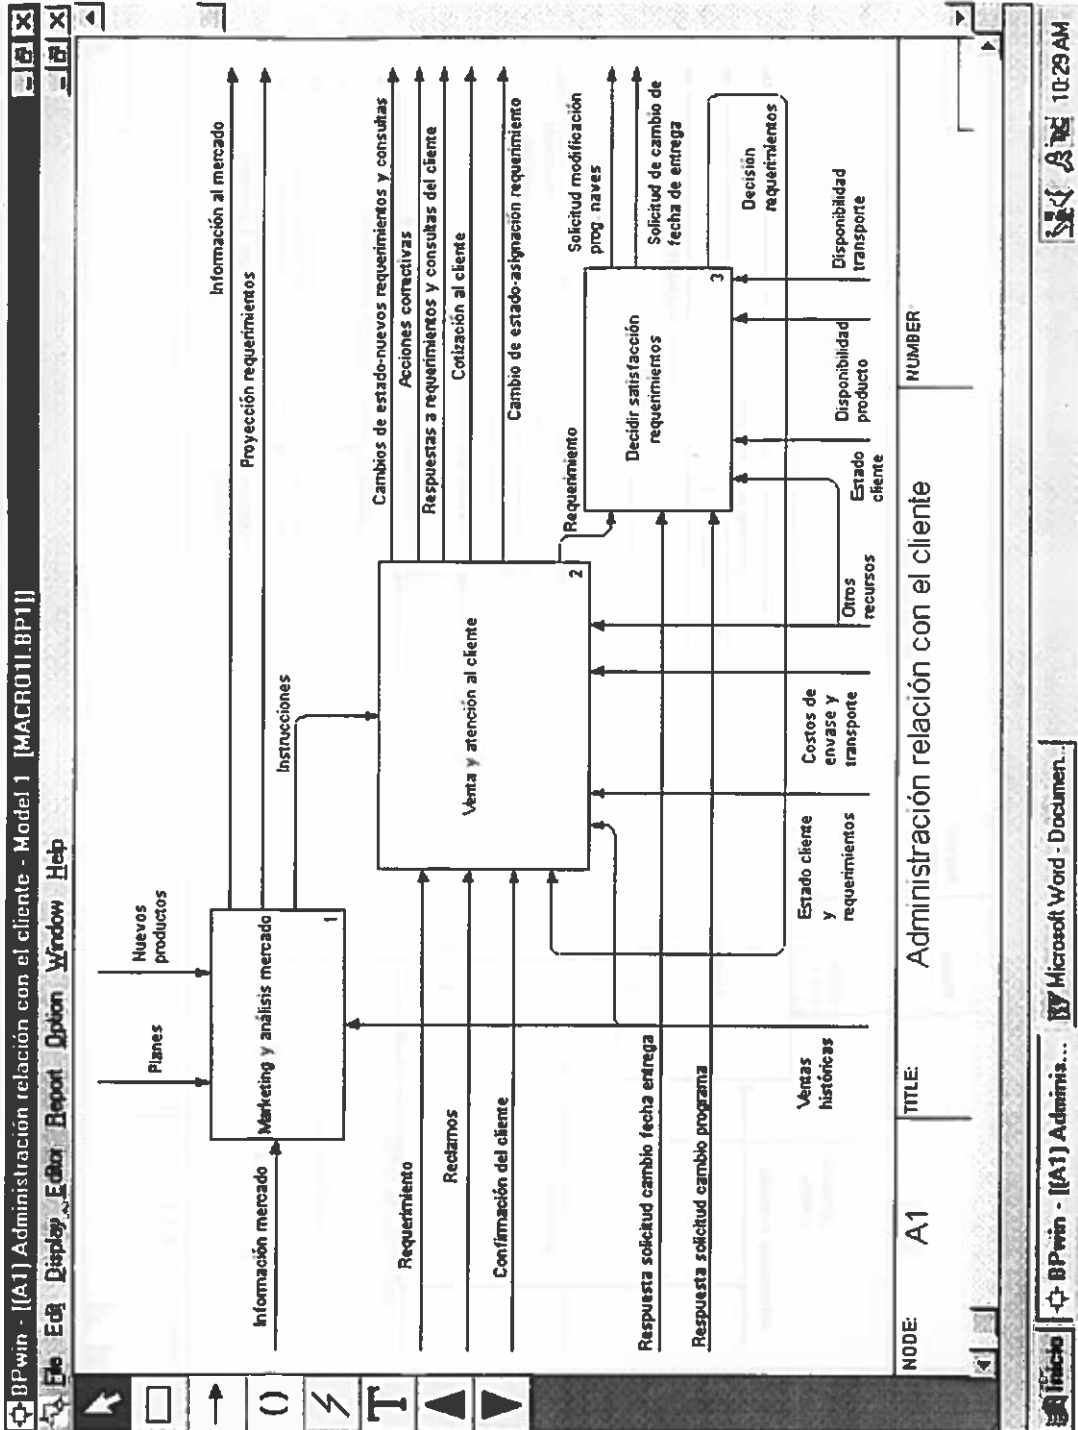 BPwin - [(A1) Administración relación con el cliente - Model 1 [MACRO11.BP1]]
File Edit Display Editor Report Option Window Help
Planes
Nuevos
productos
Información al mercado
Proyección requerimientos
Información mercado
Marketing y análisis mercado
1
Instrucciones
Cambios de estado-nuevos requerimientos y consultas
Acciones correctivas
Respuestas a requerimientos y consultas del cliente
Cotización al cliente
Cambio de estado-asignación requerimiento
Requerimiento
Reclamos
Confirmación del cliente
Venta y atención al cliente
2
Requerimiento
Solicitud modificación
prog naves
Solicitud de cambio de
fecha de entrega
Decidir satisfacción
requerimientos
3
Decisión
requerimientos
Respuesta solicitud cambio fecha entrega
Respuesta solicitud cambio programa
Ventas
históricas
Estado cliente
y
requerimientos
Costos de
envase y
transporte
Otros
recursos
Estado
cliente
Disponibilidad
producto
Disponibilidad
transporte
NODE:
A1
TITLE:
Administración relación con el cliente
NUMBER
Inicio
BPwin - [(A1) Adminis...
Microsoft Word - Documen...
10:29 AM